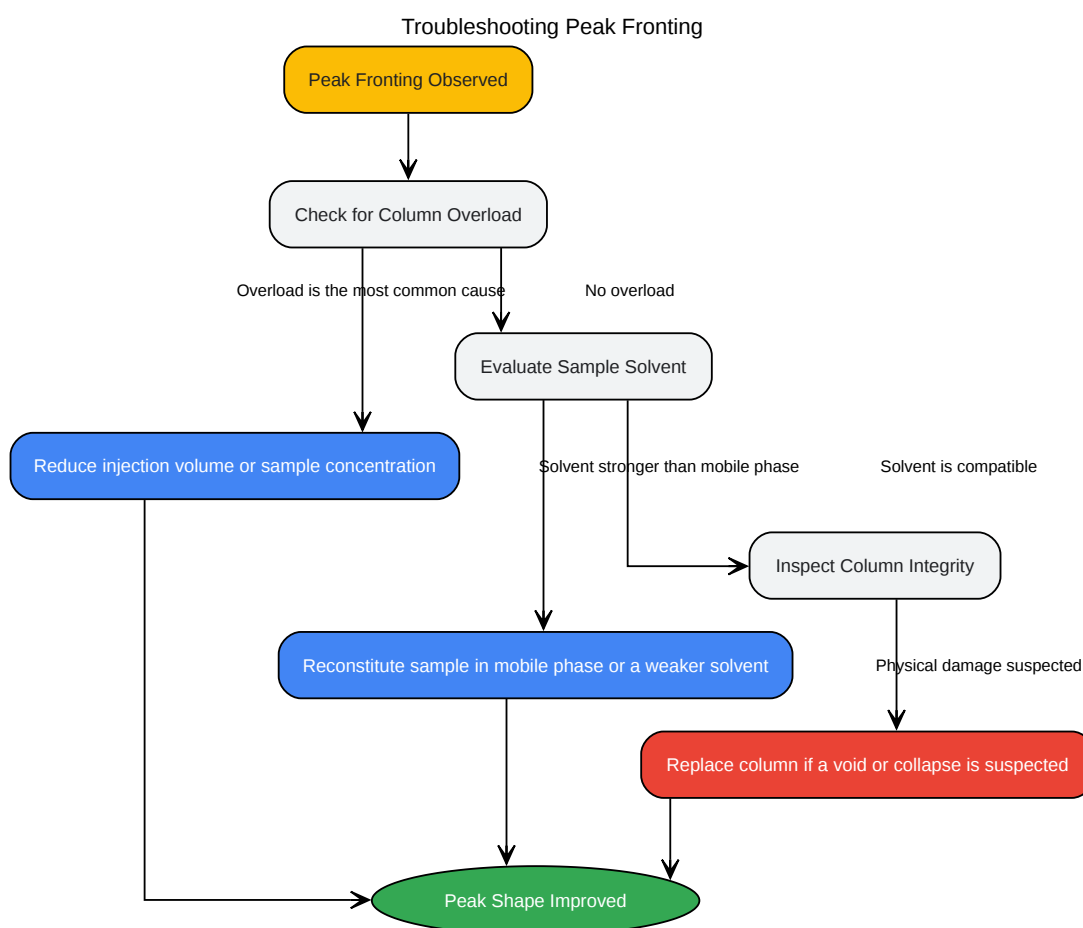 Troubleshooting Peak Fronting
Peak Fronting Observed
Check for Column Overload
Overload is the most common cause
No overload
Evaluate Sample Solvent
Reduce injection volume or sample concentration
Solvent stronger than mobile phase
Solvent is compatible
Inspect Column Integrity
Reconstitute sample in mobile phase or a weaker solvent
Physical damage suspected
Replace column if a void or collapse is suspected
Peak Shape Improved